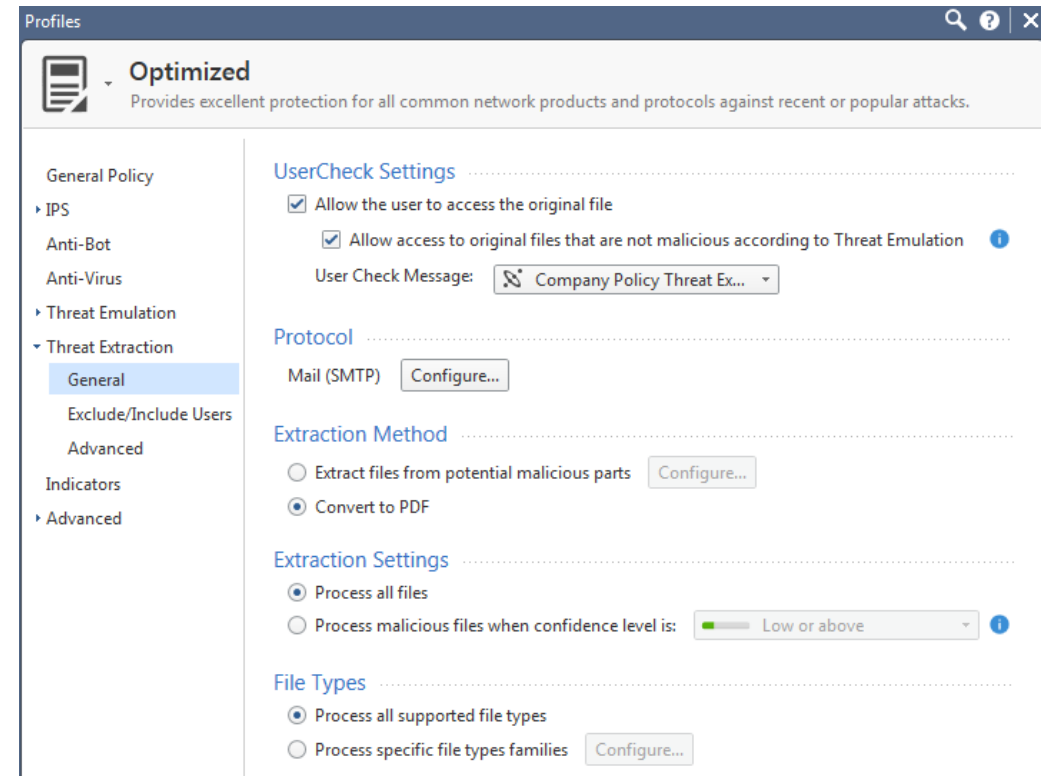 Profiles
Optimized
Provides excellent protection for all common network products and protocols against recent or popular attacks.
General Policy
IPS
Anti-Bot
Anti-Virus
Threat Emulation
Threat Extraction
General
Exclude/Include Users
Advanced
Indicators
Advanced
UserCheck Settings
Allow the user to access the original file
Allow access to original files that are not malicious according to Threat Emulation
User Check Message: Company Policy Threat Ex...
Protocol
Mail (SMTP) Configure...
Extraction Method
Extract files from potential malicious parts Configure...
Convert to PDF
Extraction Settings
Process all files
Process malicious files when confidence level is: Low or above
File Types
Process all supported file types
Process specific file types families Configure...